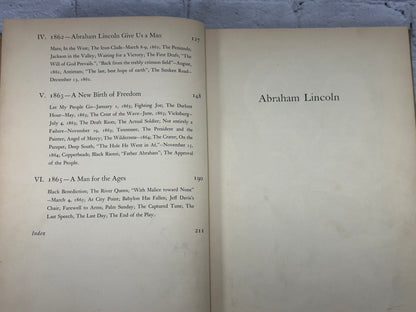 IV. 1862—Abraham Lincoln Give Us a Man 127
Mars, In the West; The Iron-Clads—March 8-9, 1862; The Peninsula,
Jackson in the Valley; Waiting for a Victory; The First Draft, "The
Will of God Prevails." "Back from the trebly crimson field"—August,
1862; Antietam, "The last, best hope of earth", The Sunken Road—
December 13, 1862.
V. 1863—A New Birth of Freedom 148
Let My People Go—January 1, 1863; Fighting Joe; The Darkest
Hour—May, 1863; The Crest of the Wave—June, 1863, Vicksburg—
July 4, 1863; The Draft Riots; The Actual Soldier; Not entirely a
Failure—November 19, 1863; Tennessee, The President and the
Painter, Angel of Mercy; The Wilderness—1864; The Crater, On the
Parapet; Deep South, "The Hole He Went in At," November 15,
1864, Copperheads; Black Rioter, "Father Abraham", The Approval
of the People.
VI. 1865—A Man for the Ages 190
Black Benediction; The River Queen; "With Malice toward None"
—March 4, 1865; At City Point; Babylon Has Fallen; Jeff Davis's
Chair, Farewell to Arms; Palm Sunday; The Captured Tune; The
Last Speech, The Last Day; The End of the Play.
Index 211
Abraham Lincoln